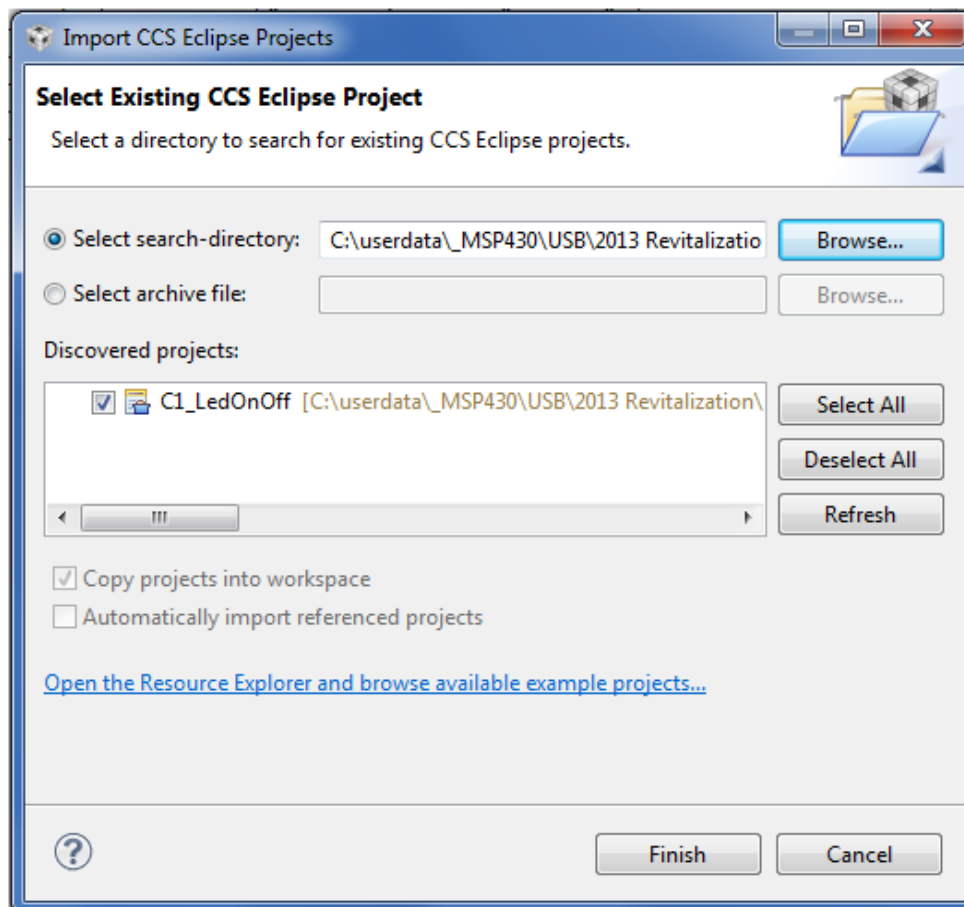 Import CCS Eclipse Projects
Select Existing CCS Eclipse Project
Select a directory to search for existing CCS Eclipse projects.
Select search-directory: C:\userdata\_MSP430\USB\2013 Revitalizatio Browse...
Select archive file: Browse...
Discovered projects:
C1_LedOnOff [C:\userdata\_MSP430\USB\2013 Revitalization\ Select All
Deselect All
Refresh
Copy projects into workspace
Automatically import referenced projects
Open the Resource Explorer and browse available example projects...
? Finish Cancel